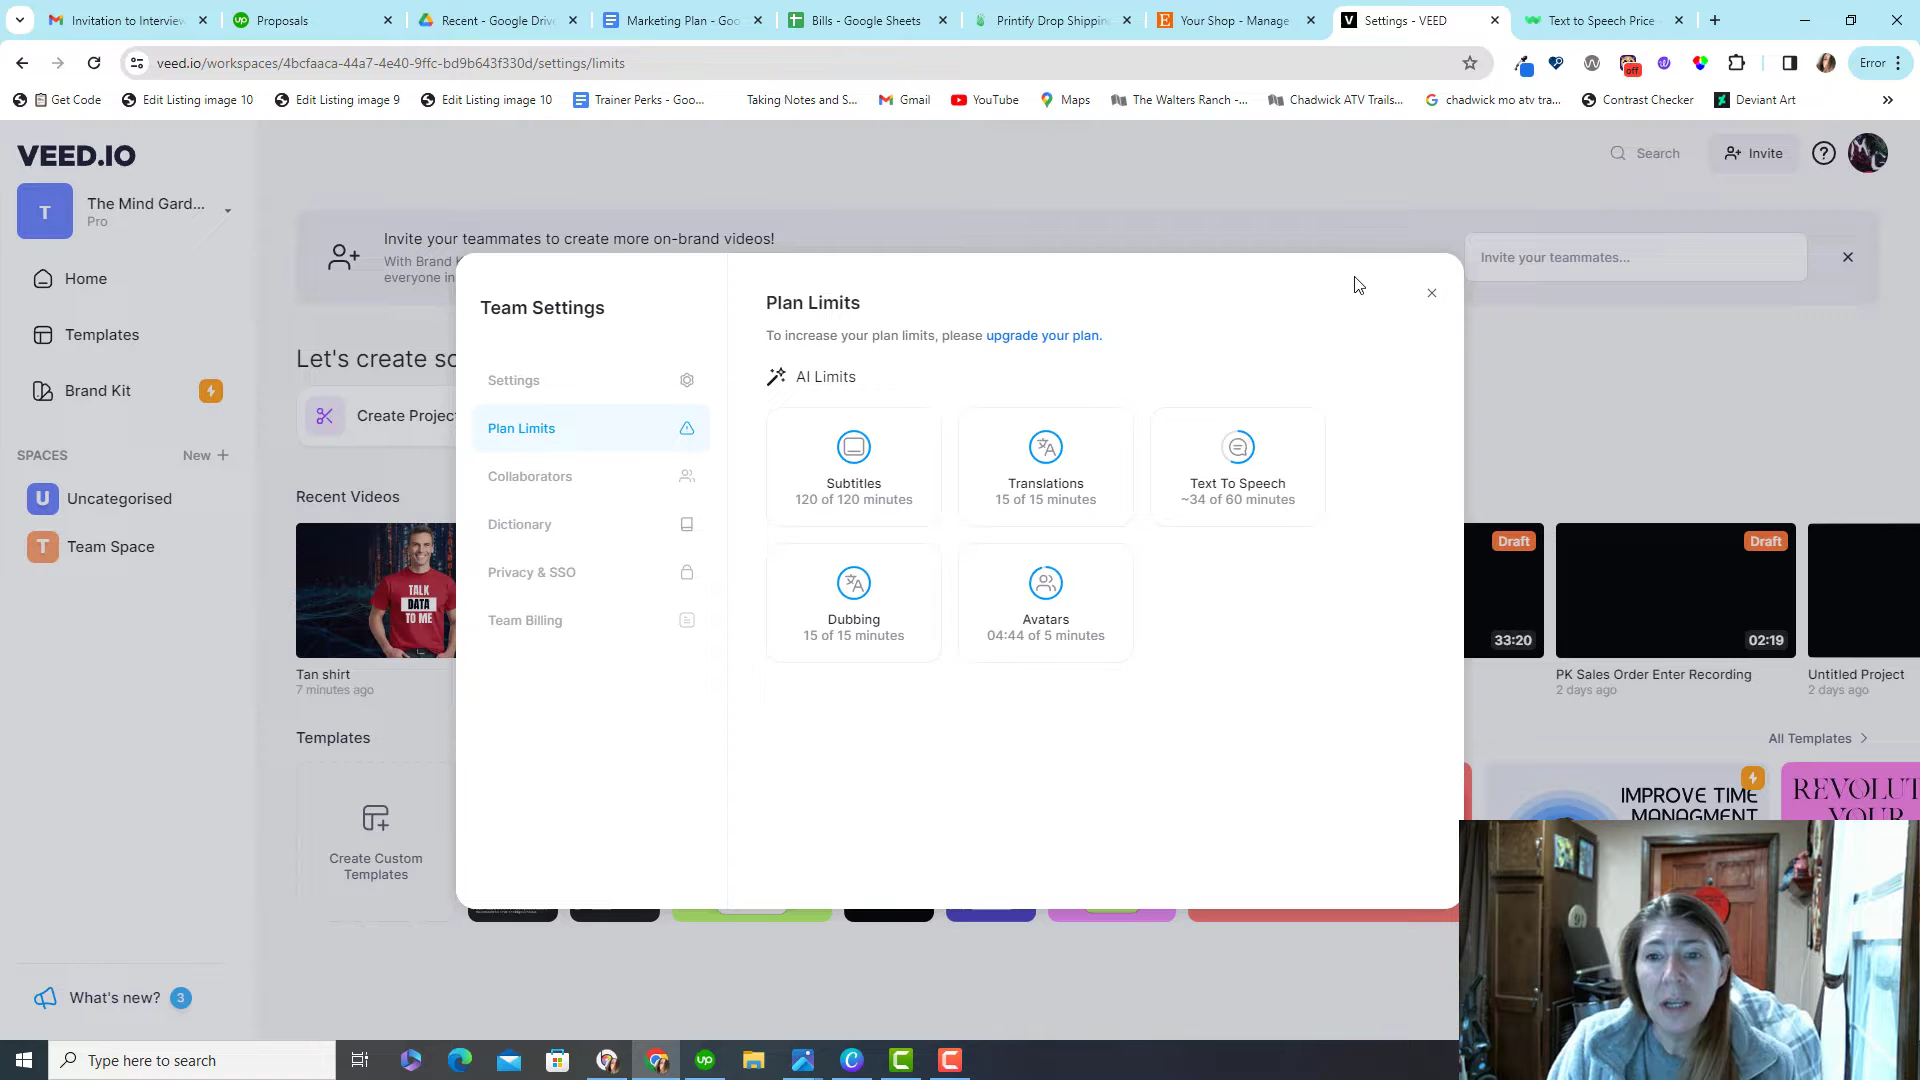 Invitation to Interview
Proposals
Recent - Google Drive
Marketing Plan - Goo
Bills - Google Sheets
Printify Drop Shipping
Your Shop - Manage
Settings - VEED
Text to Speech Price
veed.io/workspaces/4bcfaaca-44a7-4e40-9ffc-bd9b643f330d/settings/limits
off
Error
Get Code
Edit Listing image 10
Edit Listing image 9
Edit Listing image 10
Trainer Perks - Goo...
Taking Notes and S...
Gmail
YouTube
Maps
The Walters Ranch -...
Chadwick ATV Trails...
chadwick mo atv tra...
Contrast Checker
Deviant Art
VEED.IO
Search
Invite
T
The Mind Gard...
Pro
Home
Templates
Brand Kit
SPACES
New +
U
Uncategorised
T
Team Space
What's new?
3
Invite your teammates to create more on-brand videos!
With Brand K
everyone in
Invite your teammates...
Let's create so
Create Projec
Recent Videos
TALK
DATA
TO ME
Tan shirt
7 minutes ago
Draft
33:20
Draft
02:19
PK Sales Order Enter Recording
2 days ago
Untitled Project
2 days ago
Templates
All Templates
Create Custom
Templates
IMPROVE TIME
MANAGMENT
REVOLUT
YOUR
Team Settings
Settings
Plan Limits
Collaborators
Dictionary
Privacy & SSO
Team Billing
Plan Limits
To increase your plan limits, please upgrade your plan.
AI Limits
Subtitles
120 of 120 minutes
Translations
15 of 15 minutes
Text To Speech
~34 of 60 minutes
Dubbing
15 of 15 minutes
Avatars
04:44 of 5 minutes
Type here to search